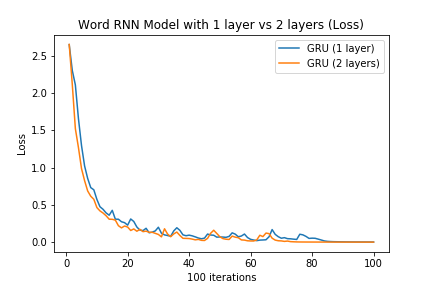 Word RNN Model with 1 layer vs 2 layers (Loss)
GRU (1 layer)
GRU (2 layers)
Loss
2.5
2.0
1.5
1.0
0.5
0.0
0 20 40 60 80 100
100 iterations